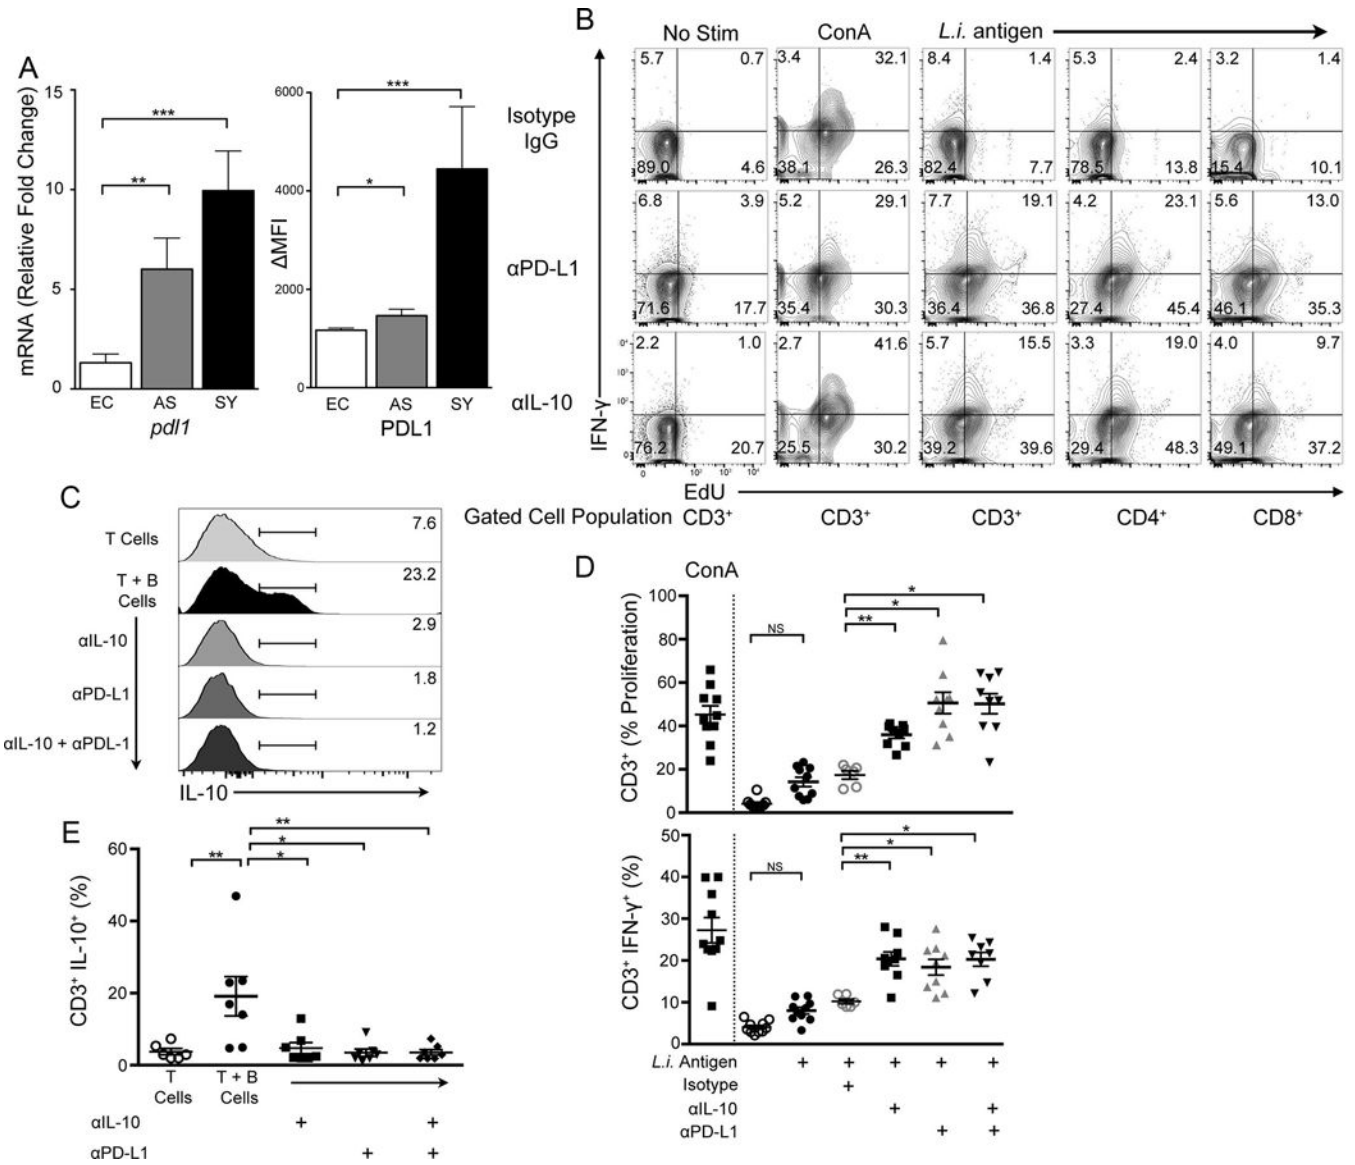 A
15
10
5
0
mRNA (Relative Fold Change)
***
**
EC AS SY
pdl1
6000
4000
2000
0
ΔMFI
***
*
EC AS SY
PDL1
B
No Stim ConA L.i. antigen
Isotype IgG
5.7 0.7 3.4 32.1 8.4 1.4 5.3 2.4 3.2 1.4
89.0 4.6 38.1 26.3 82.4 7.7 78.5 13.8 15.4 10.1
αPD-L1
6.8 3.9 5.2 29.1 7.7 19.1 4.2 23.1 5.6 13.0
71.6 17.7 35.4 30.3 36.4 36.8 27.4 45.4 46.1 35.3
αIL-10
2.2 1.0 2.7 41.6 5.7 15.5 3.3 19.0 4.0 9.7
76.2 20.7 25.5 30.2 39.2 39.6 29.4 48.3 49.1 37.2
IFN-γ
EdU
Gated Cell Population CD3⁺ CD3⁺ CD3⁺ CD4⁺ CD8⁺
C
T Cells 7.6
T + B Cells 23.2
αIL-10 2.9
αPD-L1 1.8
αIL-10 + αPDL-1 1.2
IL-10
D
ConA
100
80
60
40
20
0
CD3⁺ (% Proliferation)
NS
**
*
*
50
40
30
20
10
0
CD3⁺ IFN-γ⁺ (%)
NS
**
*
*
L.i. Antigen + + + + +
Isotype +
αIL-10 + +
αPD-L1 + +
E
60
40
20
0
CD3⁺ IL-10⁺ (%)
**
*
*
**
T Cells
T + B Cells
αIL-10 + +
αPD-L1 + +